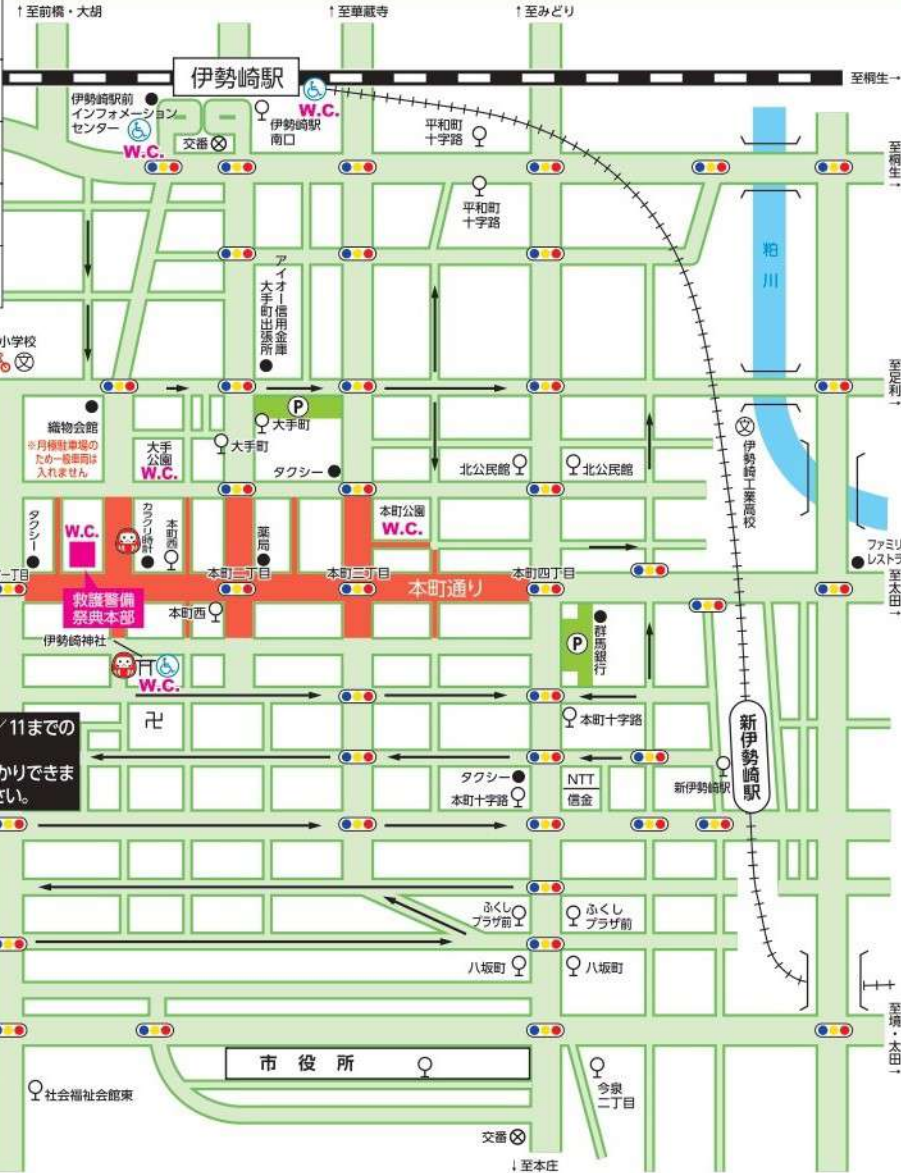 ↑至前橋・大胡
↑至華蔵寺
↑至みどり
伊勢崎駅
至桐生→
伊勢崎駅前
インフォメーション
センター
W.C.
W.C.
伊勢崎駅
南口
交番
平和町
十字路
至桐生→
平和町
十字路
粕川
アイオー信用金庫
大手町出張所
小学校
文
至足利→
P
織物会館
※月極駐車場の
ため一般車両は
入れません
大手
公園
W.C.
大手町
大手町
タクシー
北公民館
北公民館
文
伊勢崎工業高校
タクシー
W.C.
カラクリ時計
本町西
薬局
本町公園
W.C.
ファミリ
レストラ
一丁目
本町二丁目
本町三丁目
本町通り
本町四丁目
至太田→
救護警備
祭典本部
本町西
伊勢崎神社
W.C.
P
群馬銀行
卍
本町十字路
/11までの
かりできま
さい。
新伊勢崎駅
タクシー
本町十字路
NTT
信金
新伊勢崎駅
ふくし
プラザ前
ふくし
プラザ前
八坂町
八坂町
至境・太田→
市役所
社会福祉会館東
今泉
二丁目
交番
↓至本庄